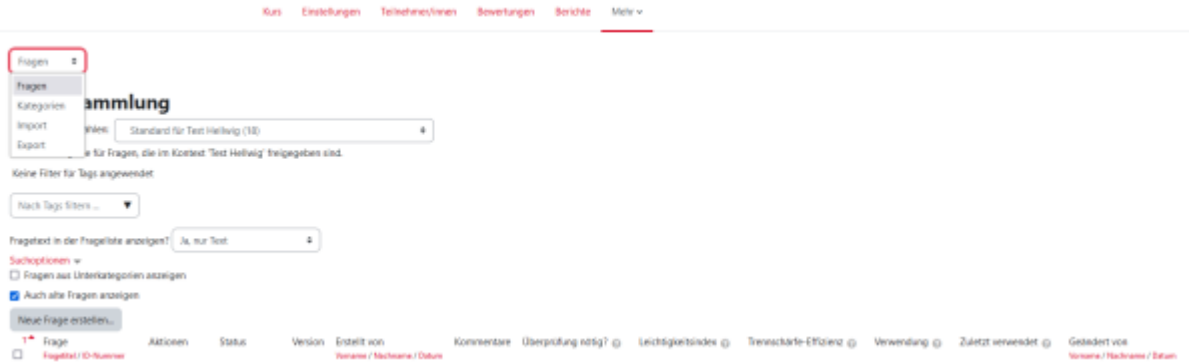 Kurs Einstellungen Teilnehmer/innen Bewertungen Berichte Mehr
Fragen
Fragen
Kategorien
Import
Export
ammlung
ählen: Standard für Test Hellwig (18)
e für Fragen, die im Kontext 'Test Hellwig' freigegeben sind.
Keine Filter für Tags angewendet
Nach Tags filtern ...
Fragetext in der Frageliste anzeigen? Ja, nur Text
Suchoptionen
Fragen aus Unterkategorien anzeigen
Auch alte Fragen anzeigen
Neue Frage erstellen...
T Frage Aktionen Status Version Erstellt von Kommentare Überprüfung nötig? Leichtigkeitsindex Trennschärfe-Effizienz Verwendung Zuletzt verwendet Geändert von
Fragetitel / ID-Nummer Vorname / Nachname / Datum Vorname / Nachname / Datum